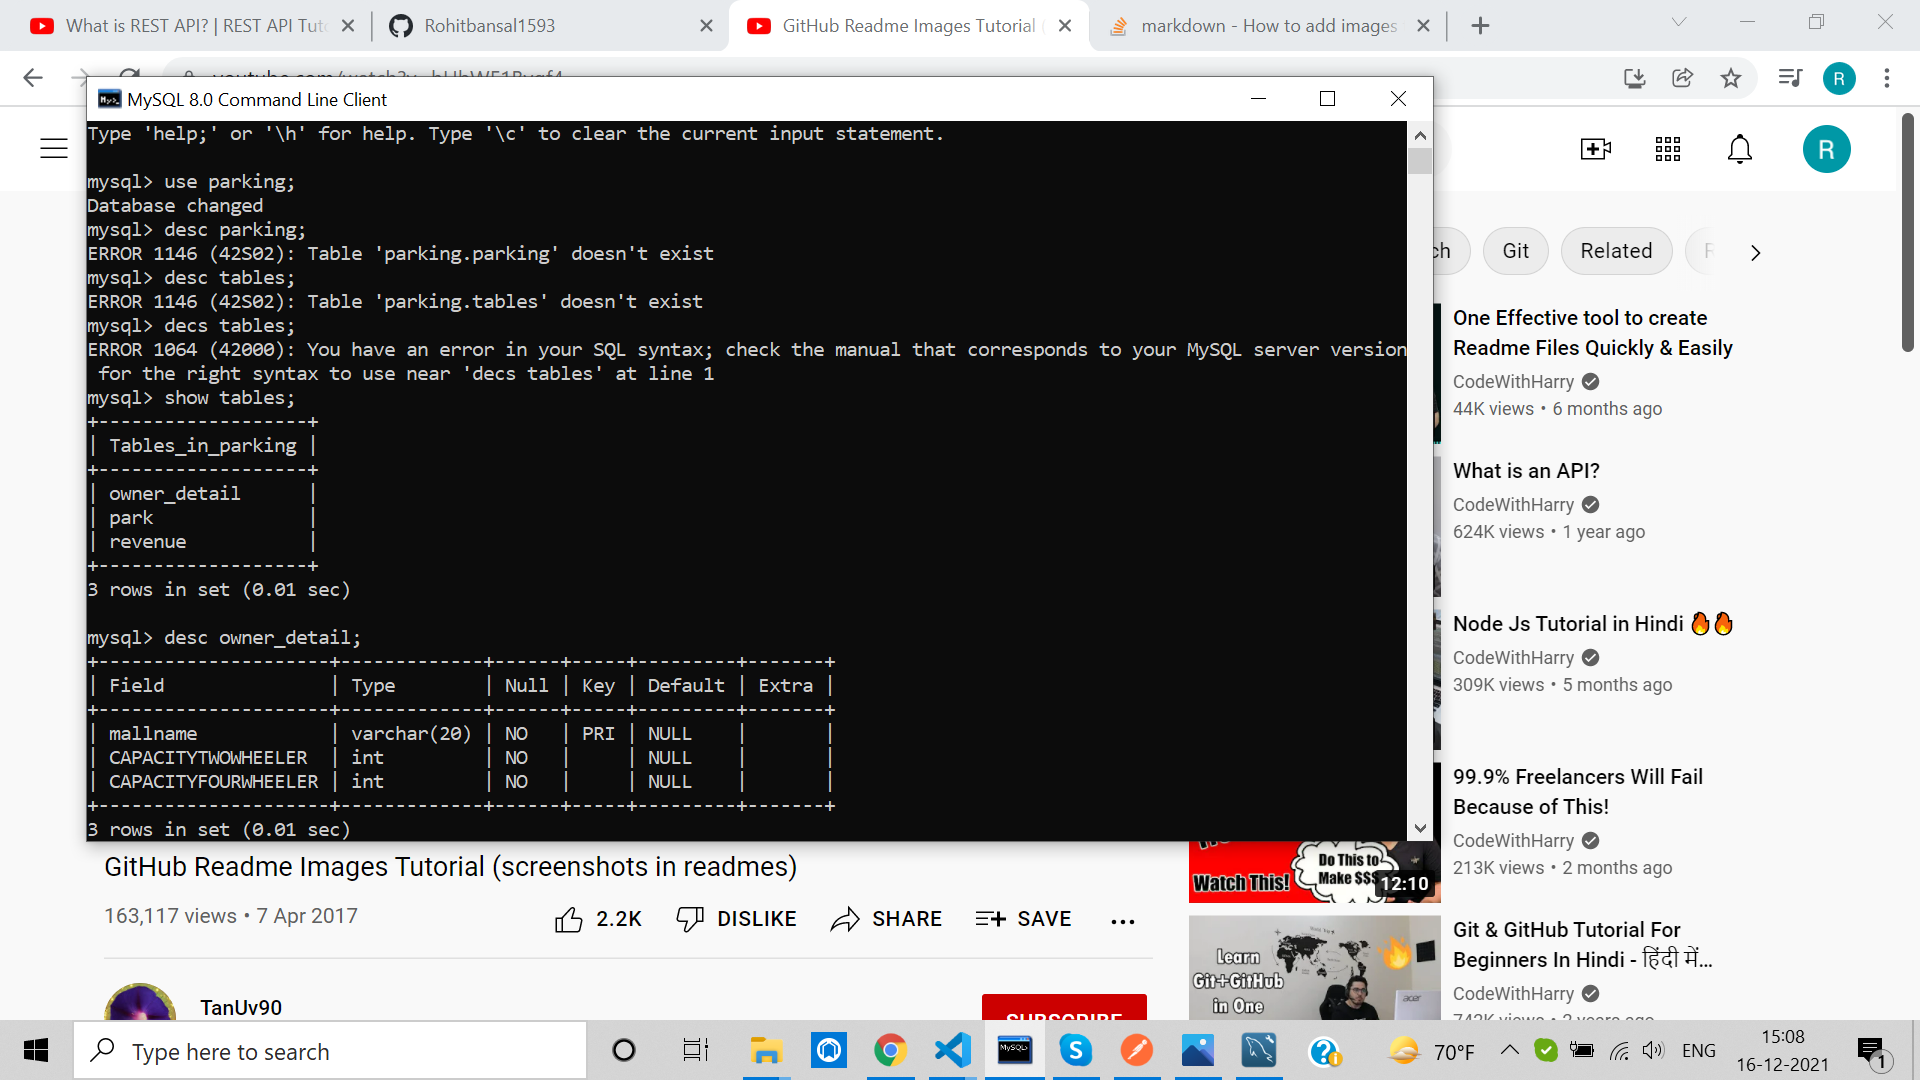 What is REST API? | REST API Tut
Rohitbansal1593
GitHub Readme Images Tutorial
markdown - How to add images
MySQL 8.0 Command Line Client
Type 'help;' or '\h' for help. Type '\c' to clear the current input statement.
mysql> use parking;
Database changed
mysql> desc parking;
ERROR 1146 (42S02): Table 'parking.parking' doesn't exist
mysql> desc tables;
ERROR 1146 (42S02): Table 'parking.tables' doesn't exist
mysql> decs tables;
ERROR 1064 (42000): You have an error in your SQL syntax; check the manual that corresponds to your MySQL server version
for the right syntax to use near 'decs tables' at line 1
mysql> show tables;
+-------------------+
| Tables_in_parking |
+-------------------+
| owner_detail      |
| park              |
| revenue           |
+-------------------+
3 rows in set (0.01 sec)
mysql> desc owner_detail;
+---------------------+-------------+------+-----+---------+-------+
| Field               | Type        | Null | Key | Default | Extra |
+---------------------+-------------+------+-----+---------+-------+
| mallname            | varchar(20) | NO   | PRI | NULL    |       |
| CAPACITYTWOWHEELER  | int         | NO   |     | NULL    |       |
| CAPACITYFOURWHEELER | int         | NO   |     | NULL    |       |
+---------------------+-------------+------+-----+---------+-------+
3 rows in set (0.01 sec)
GitHub Readme Images Tutorial (screenshots in readmes)
163,117 views • 7 Apr 2017
2.2K DISLIKE SHARE SAVE
TanUv90
SUBSCRIBE
R
R
ch Git Related
One Effective tool to create
Readme Files Quickly & Easily
CodeWithHarry
44K views • 6 months ago
What is an API?
CodeWithHarry
624K views • 1 year ago
Node Js Tutorial in Hindi 🔥🔥
CodeWithHarry
309K views • 5 months ago
99.9% Freelancers Will Fail
Because of This!
CodeWithHarry
213K views • 2 months ago
Watch This!
Do This to
Make $$$
12:10
Git & GitHub Tutorial For
Beginners In Hindi - हिंदी में...
CodeWithHarry
742K views • 2 years ago
Learn
Git+GitHub
in One
acer
Type here to search
MySQL
70°F
ENG
15:08
16-12-2021
1